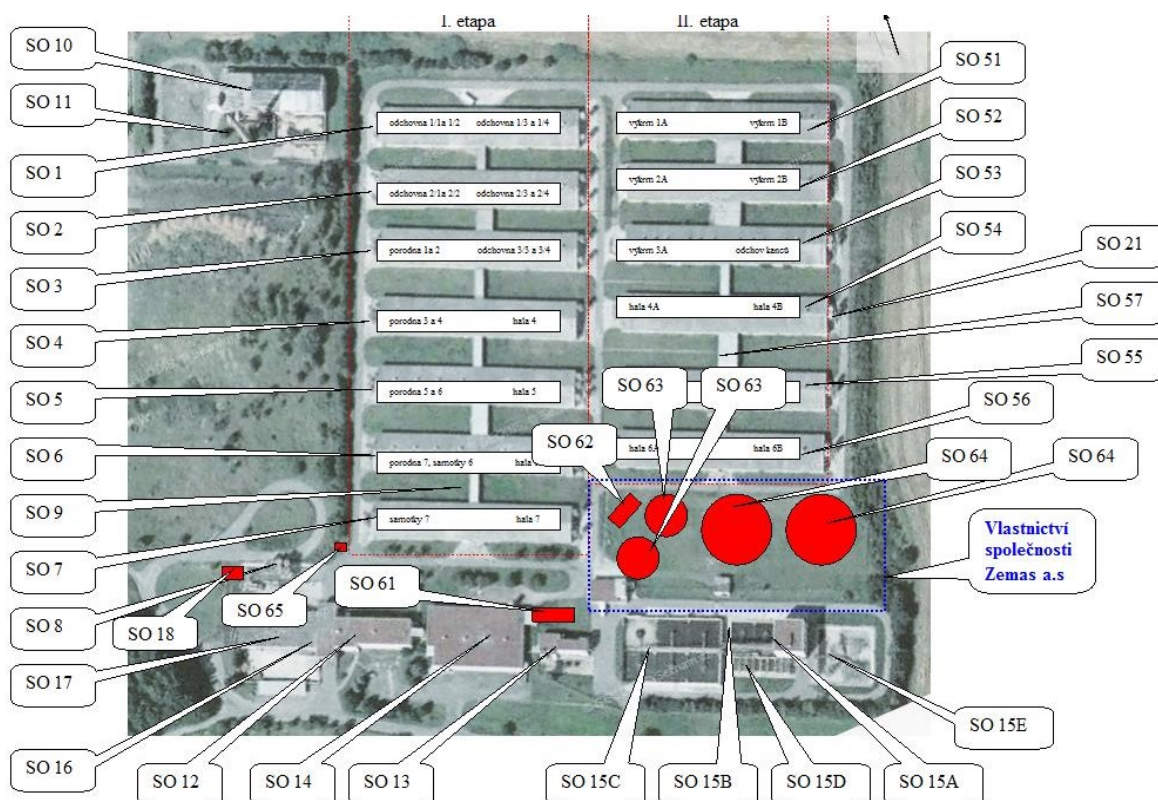 I. etapa
II. etapa
SO 10
SO 11
SO 1
SO 2
SO 3
SO 4
SO 5
SO 6
SO 9
SO 7
SO 8
SO 17
SO 16
SO 18
SO 65
SO 61
SO 12
SO 14
SO 13
SO 15C
SO 15B
SO 15D
SO 15A
SO 15E
SO 51
SO 52
SO 53
SO 54
SO 21
SO 57
SO 55
SO 56
SO 64
SO 64
SO 63
SO 63
SO 62
Vlastnictví
společnosti
Zemas a.s
odchovna 1/1a 1/2 odchovna 1/3 a 1/4
odchovna 2/1a 2/2 odchovna 2/3 a 2/4
porodna 1a 2 odchovna 3/3 a 3/4
porodna 3 a 4 hala 4
porodna 5 a 6 hala 5
porodna 7, samotky 6 hala
samotky 7 hala 7
výkrm 1A výkrm 1B
výkrm 2A výkrm 2B
výkrm 3A odchov kanců
hala 4A hala 4B
hala 6A hala 6B